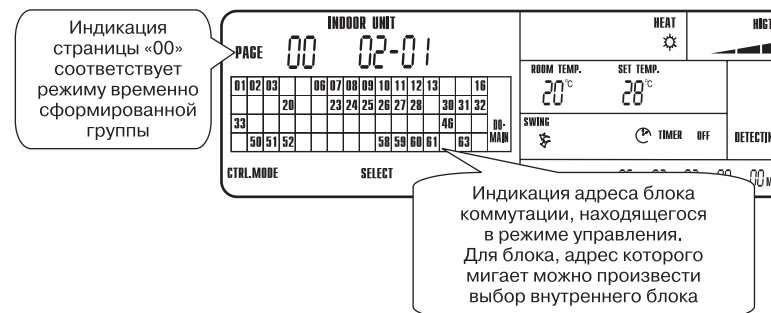 Индикация
страницы «00»
соответствует
режиму временно
сформированной
группы
INDOOR UNIT
PAGE 00 02-01
01 02 03 06 07 08 09 10 11 12 13 16
20 23 24 25 26 27 28 30 31 32
33 46
50 51 52 58 59 60 61 63
DO-
MAIN
CTRL.MODE SELECT
HEAT
ROOM TEMP. SET TEMP.
20°C 28°C
SWING
TIMER OFF
Индикация адреса блока
коммутации, находящегося
в режиме управления.
Для блока, адрес которого
мигает можно произвести
выбор внутреннего блока